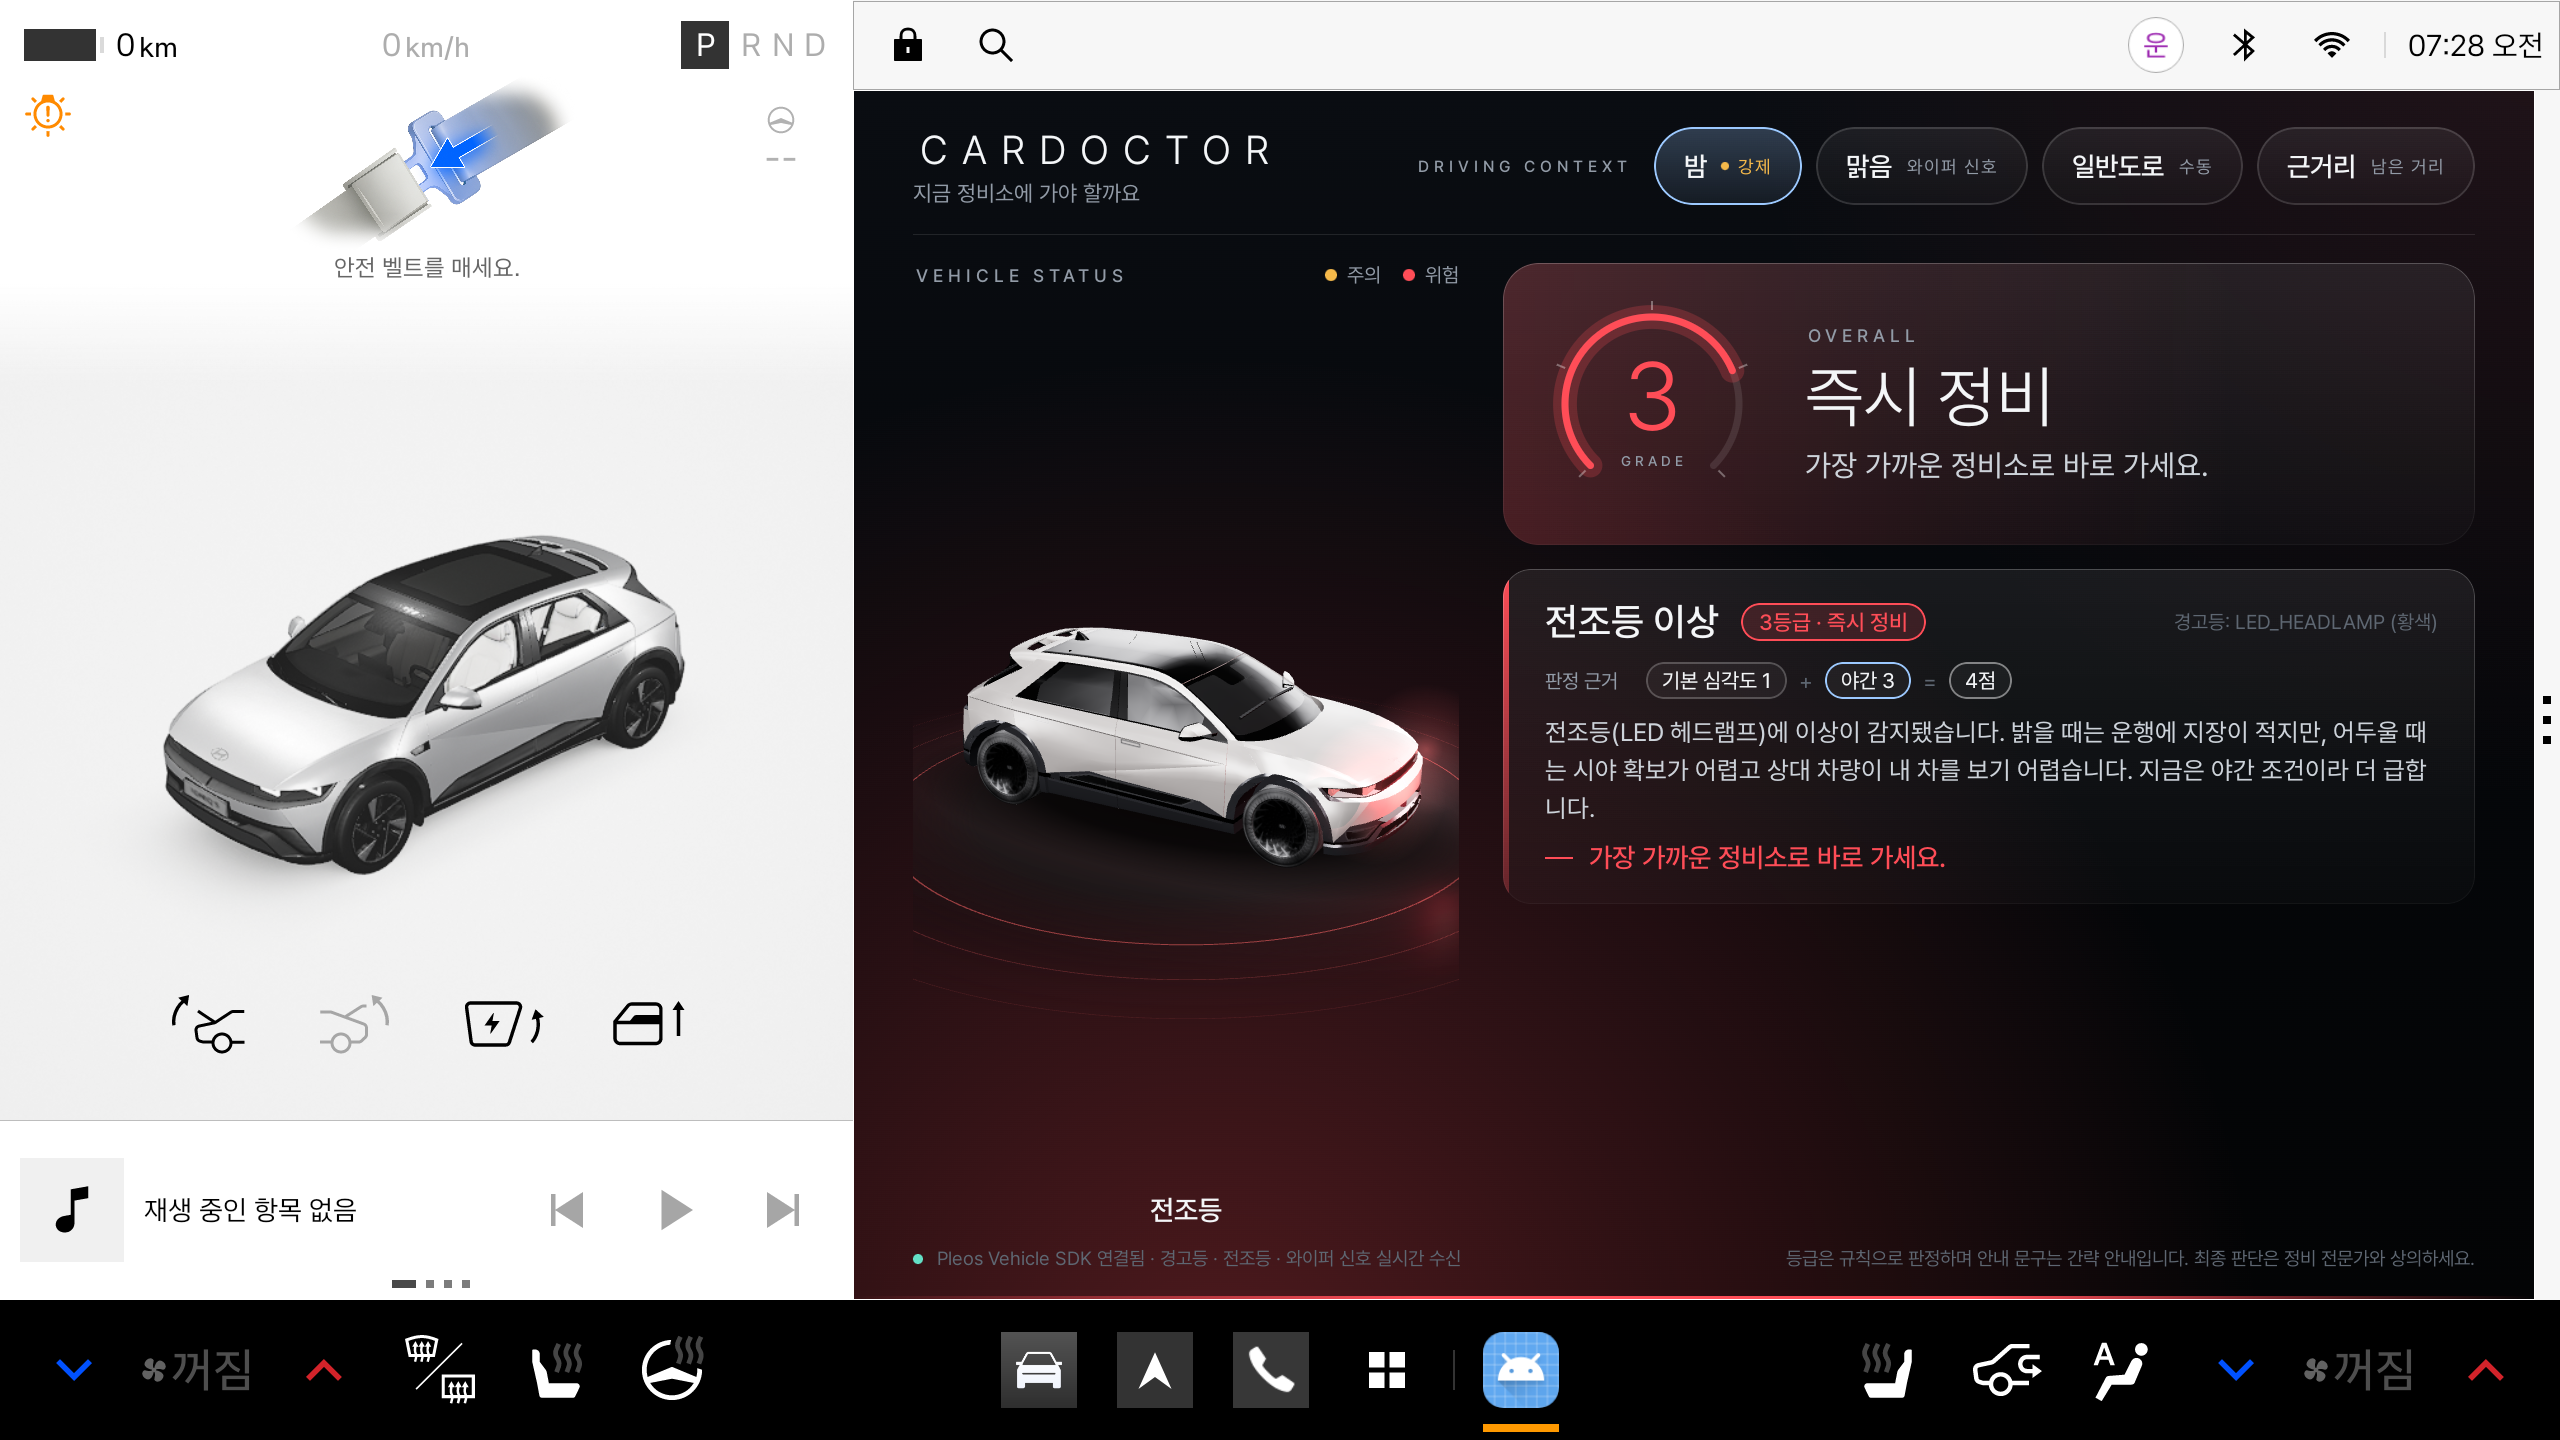 0 km
0 km/h
P R N D
운
07:28 오전
안전 벨트를 매세요.
CARDOCTOR
지금 정비소에 가야 할까요
DRIVING CONTEXT
밤 강제
맑음 와이퍼 신호
일반도로 수동
근거리 남은 거리
VEHICLE STATUS
주의
위험
3
GRADE
OVERALL
즉시 정비
가장 가까운 정비소로 바로 가세요.
전조등 이상
3등급 · 즉시 정비
경고등: LED_HEADLAMP (황색)
판정 근거 기본 심각도 1 + 야간 3 = 4점
전조등(LED 헤드램프)에 이상이 감지됐습니다. 밝을 때는 운행에 지장이 적지만, 어두울 때
는 시야 확보가 어렵고 상대 차량이 내 차를 보기 어렵습니다. 지금은 야간 조건이라 더 급합
니다.
— 가장 가까운 정비소로 바로 가세요.
전조등
Pleos Vehicle SDK 연결됨 · 경고등 · 전조등 · 와이퍼 신호 실시간 수신
등급은 규칙으로 판정하며 안내 문구는 간략 안내입니다. 최종 판단은 정비 전문가와 상의하세요.
재생 중인 항목 없음
꺼짐
A
꺼짐